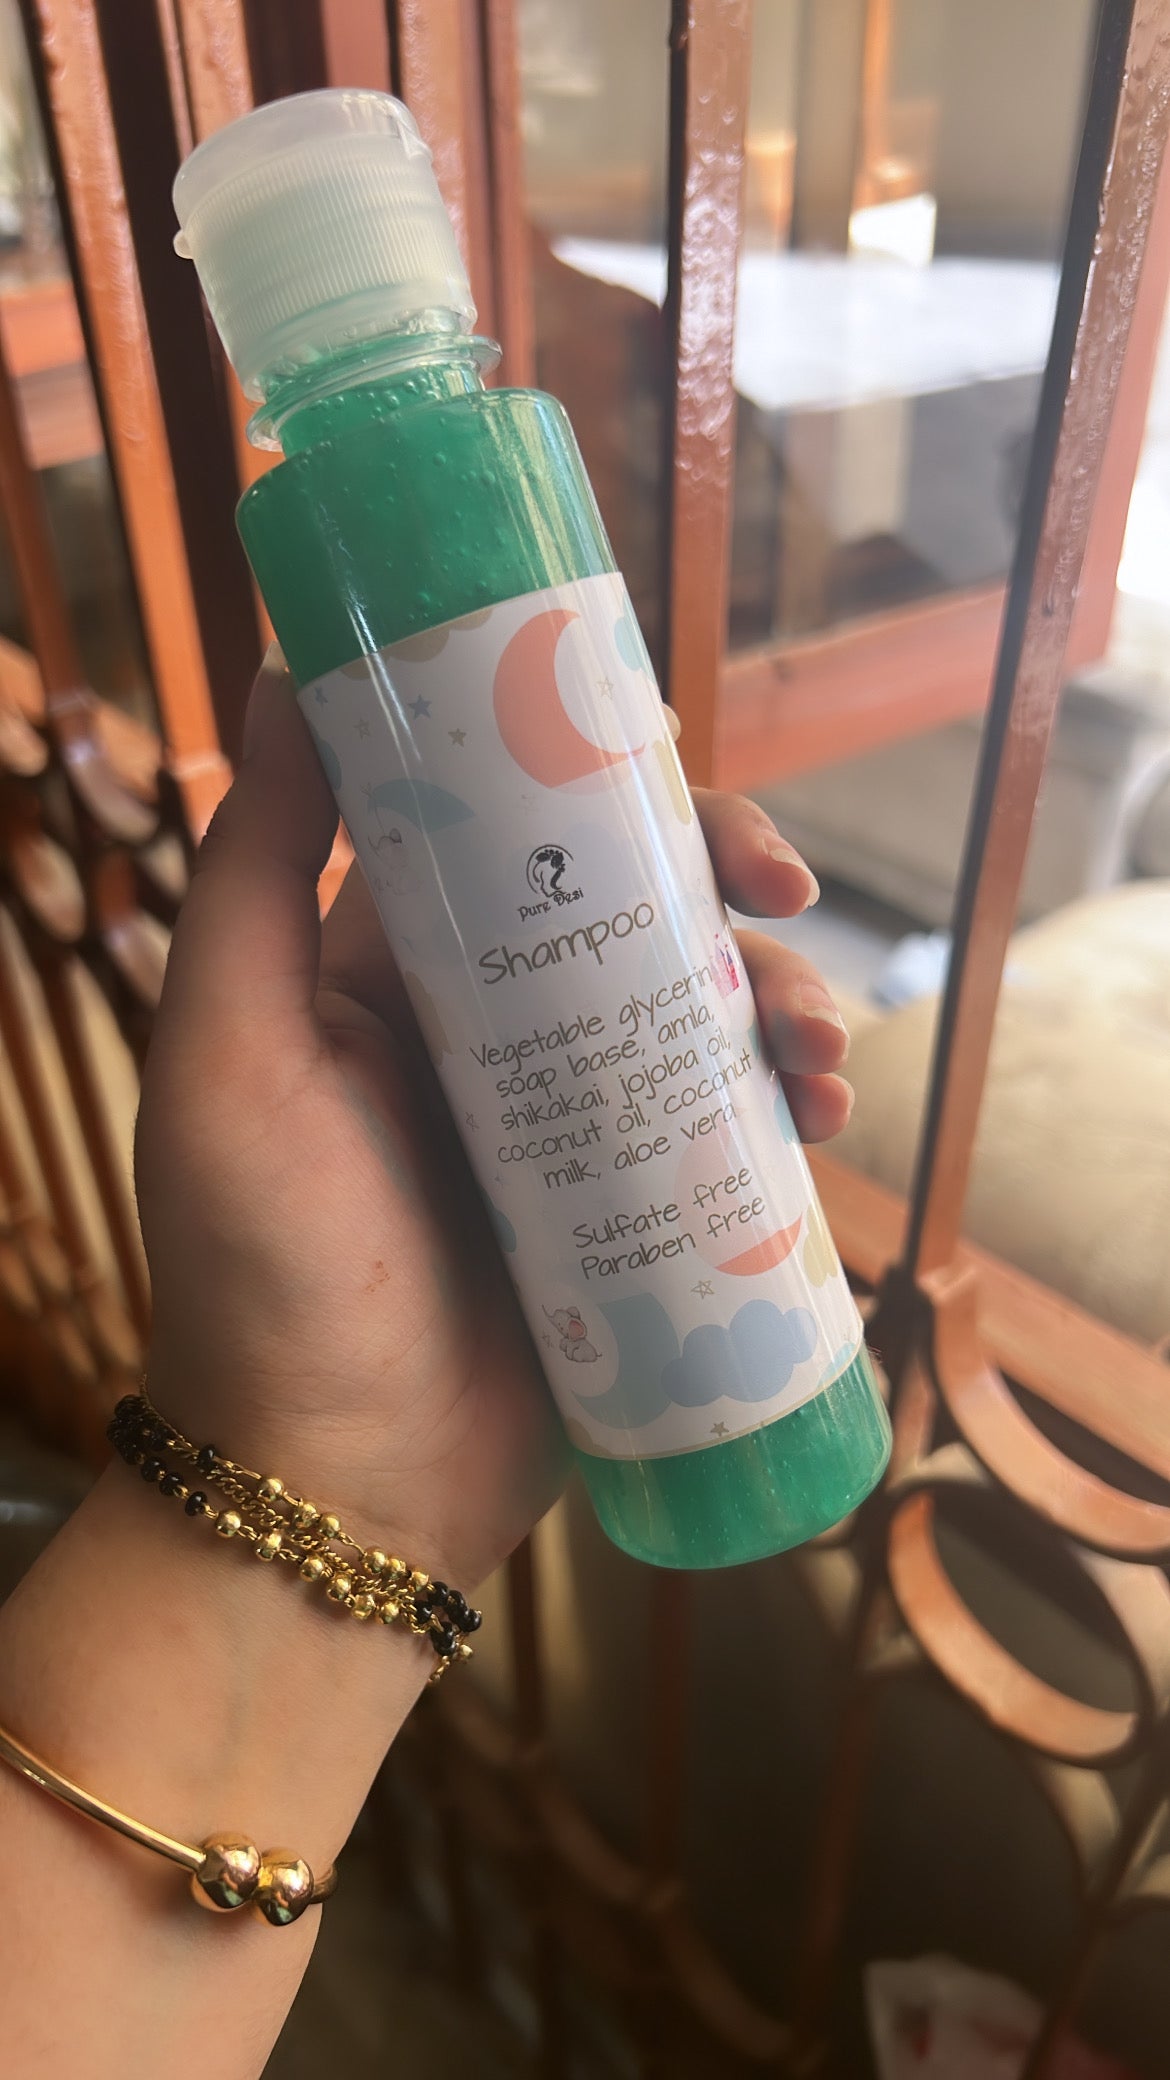 Pure Desi
Shampoo
Vegetable glycerin
soap base, amla,
shikakai, jojoba oil,
coconut oil, coconut
milk, aloe vera
Sulfate free
Paraben free